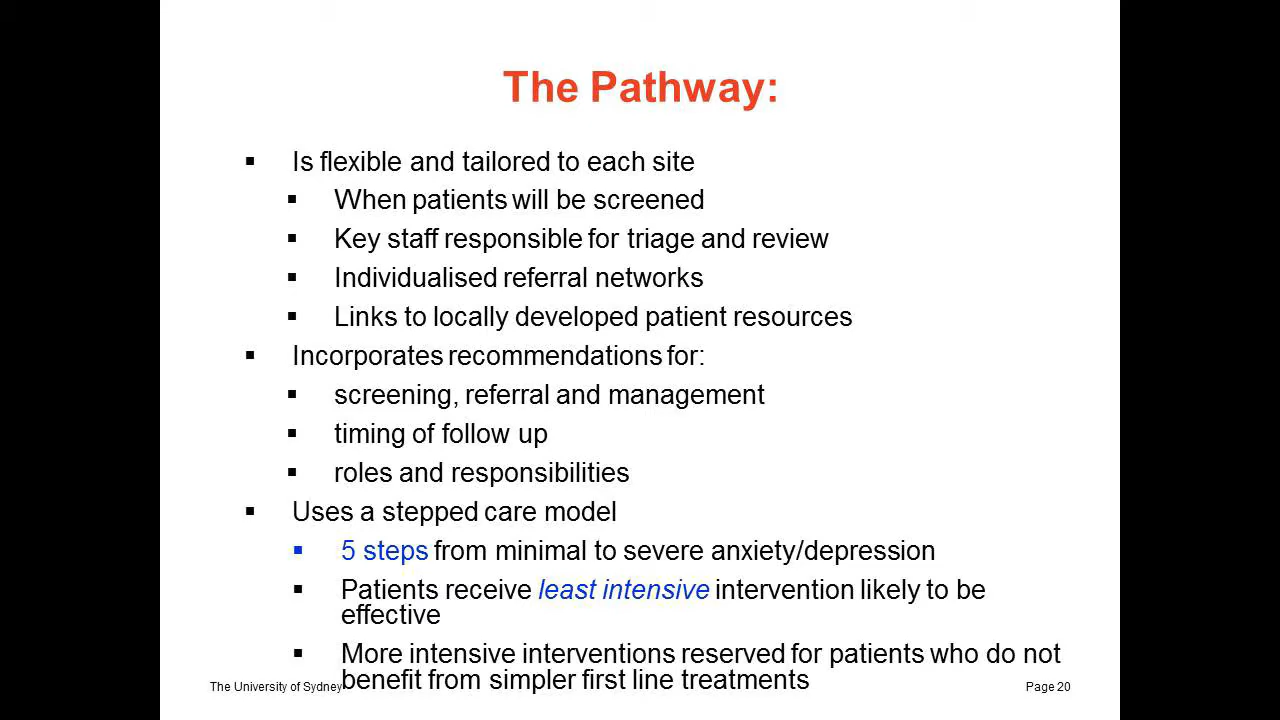 The Pathway:
Is flexible and tailored to each site
When patients will be screened
Key staff responsible for triage and review
Individualised referral networks
Links to locally developed patient resources
Incorporates recommendations for:
screening, referral and management
timing of follow up
roles and responsibilities
Uses a stepped care model
5 steps from minimal to severe anxiety/depression
Patients receive least intensive intervention likely to be
effective
More intensive interventions reserved for patients who do not
benefit from simpler first line treatments
The University of Sydney
Page 20